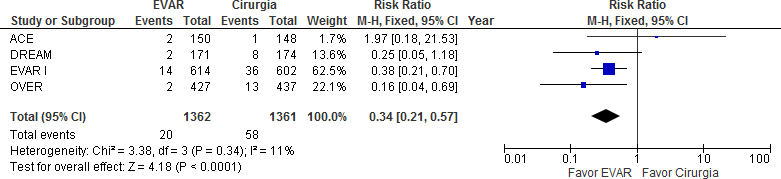 EVAR Cirurgia Risk Ratio Risk Ratio
Study or Subgroup Events Total Events Total Weight M-H, Fixed, 95% CI Year M-H, Fixed, 95% CI
ACE 2 150 1 148 1.7% 1.97 [0.18, 21.53]
DREAM 2 171 8 174 13.6% 0.25 [0.05, 1.18]
EVAR I 14 614 36 602 62.5% 0.38 [0.21, 0.70]
OVER 2 427 13 437 22.1% 0.16 [0.04, 0.69]
Total (95% CI) 1362 1361 100.0% 0.34 [0.21, 0.57]
Total events 20 58
Heterogeneity: Chi² = 3.38, df = 3 (P = 0.34); I² = 11%
Test for overall effect: Z = 4.18 (P < 0.0001)
0.01 0.1 1 10 100
Favor EVAR Favor Cirurgia